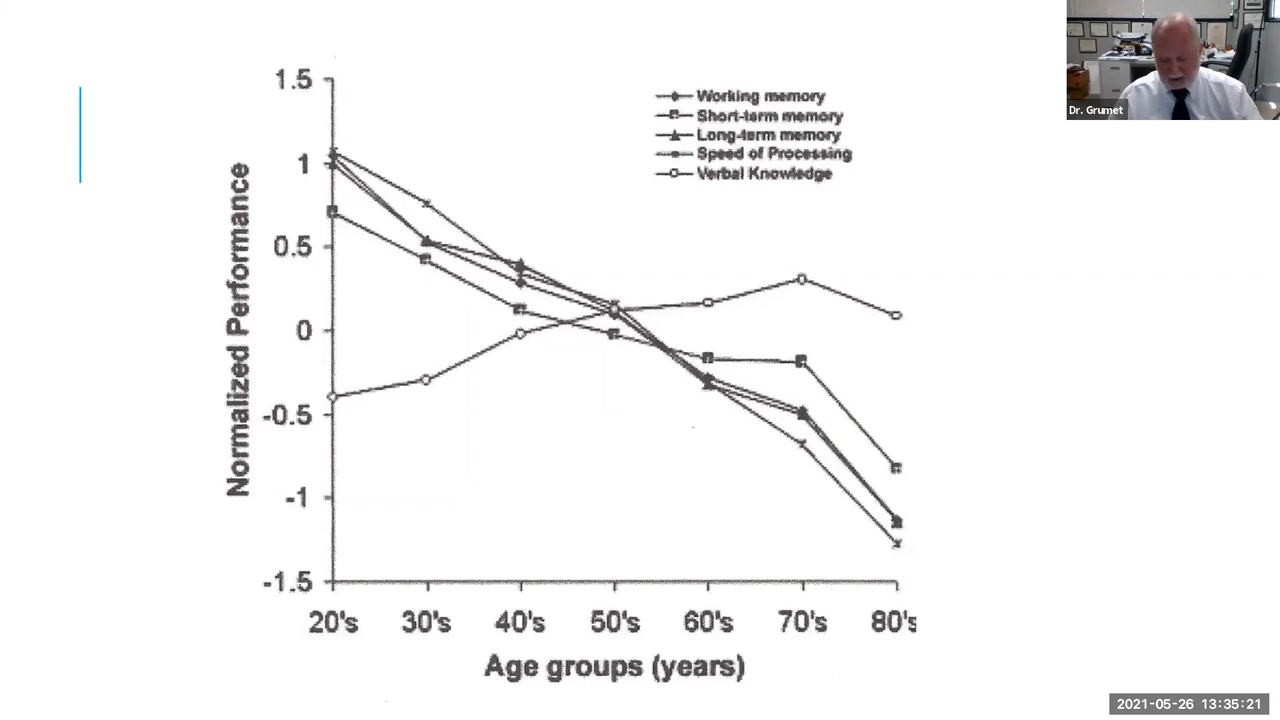 Dr. Grumet
1.5
1
0.5
0
-0.5
-1
-1.5
Normalized Performance
Working memory
Short-term memory
Long-term memory
Speed of Processing
Verbal Knowledge
20's 30's 40's 50's 60's 70's 80's
Age groups (years)
2021-05-26 13:35:21